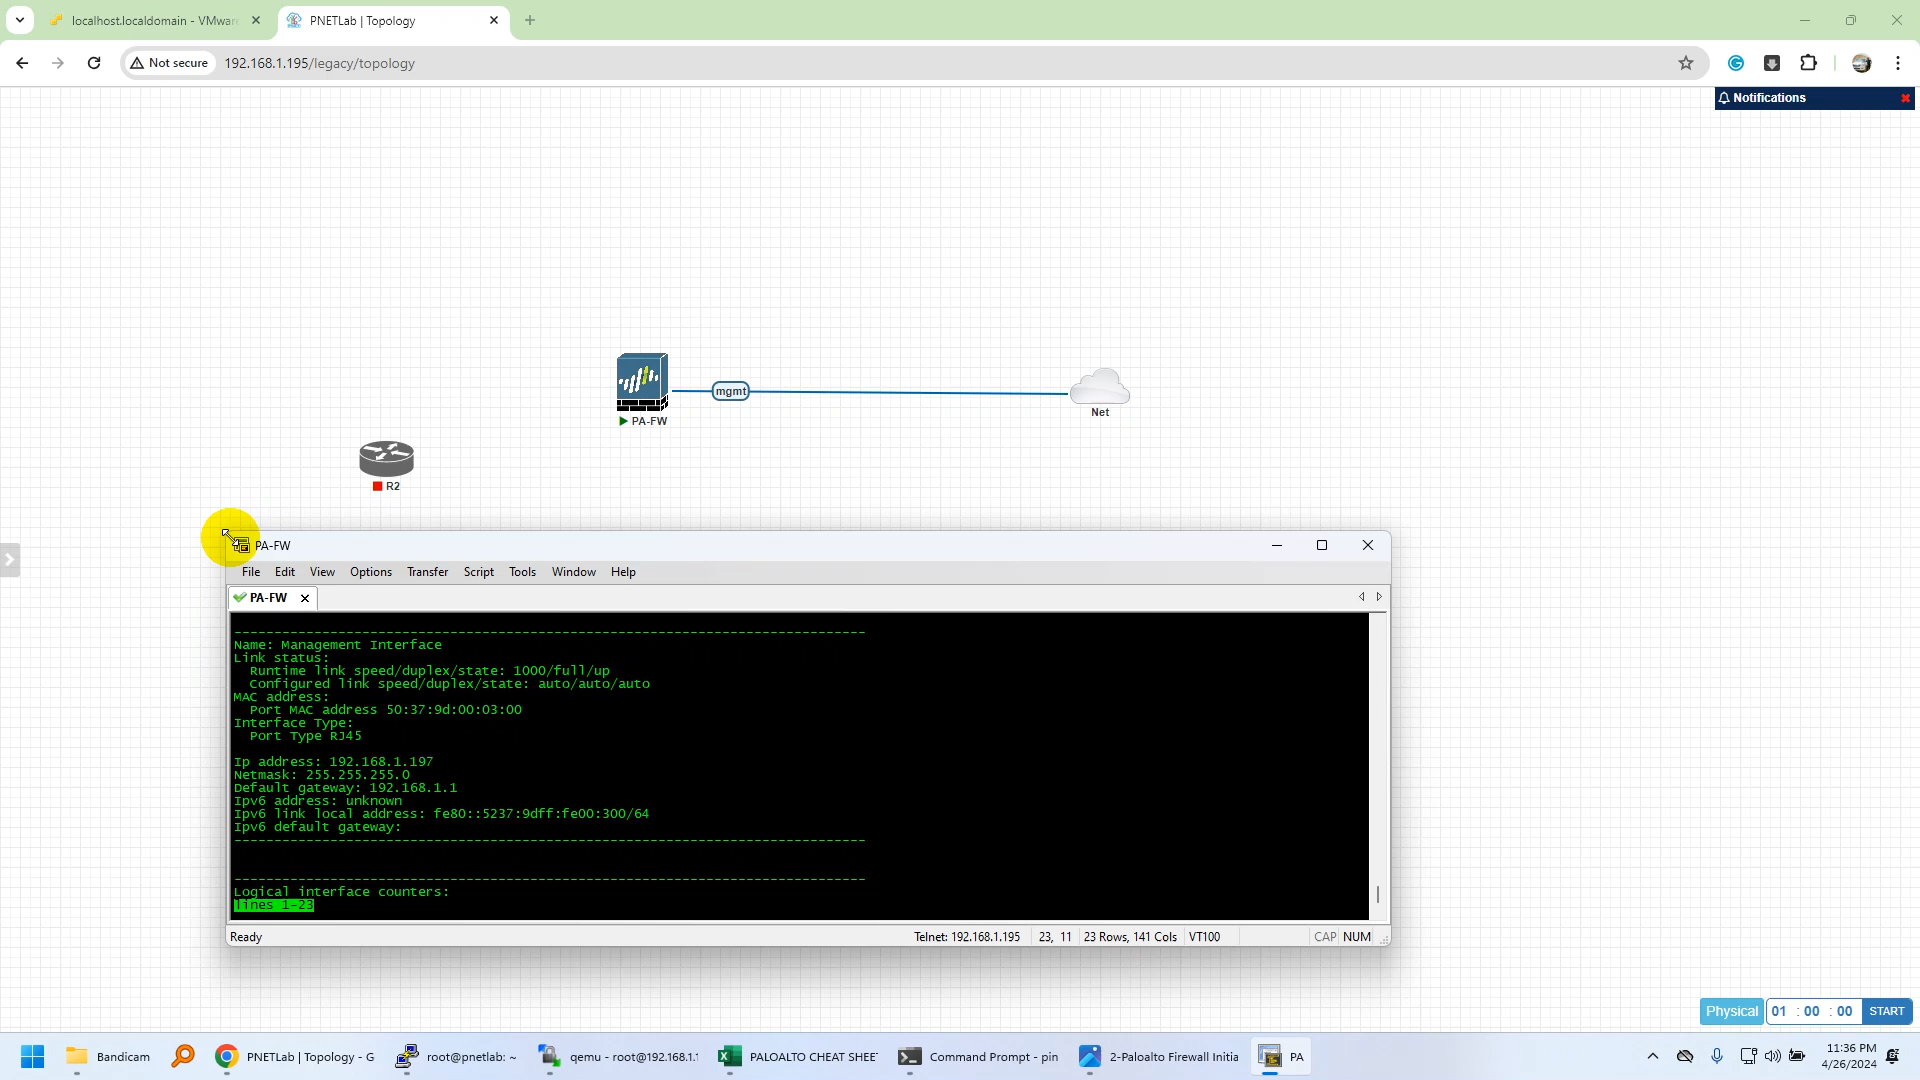 localhost.localdomain - VMwar
PNETLab | Topology
Not secure
192.168.1.195/legacy/topology
Notifications
mgmt
PA-FW
Net
R2
PA-FW
File Edit View Options Transfer Script Tools Window Help
PA-FW
--------------------------------------------------------------------------------
Name: Management Interface
Link status:
Runtime link speed/duplex/state: 1000/full/up
Configured link speed/duplex/state: auto/auto/auto
MAC address:
Port MAC address 50:37:9d:00:03:00
Interface Type:
Port Type RJ45
Ip address: 192.168.1.197
Netmask: 255.255.255.0
Default gateway: 192.168.1.1
Ipv6 address: unknown
Ipv6 link local address: fe80::5237:9dff:fe00:300/64
Ipv6 default gateway:
--------------------------------------------------------------------------------
--------------------------------------------------------------------------------
Logical interface counters:
lines 1-23
Ready
Telnet: 192.168.1.195 23, 11 23 Rows, 141 Cols VT100 CAP NUM
Physical 01 : 00 : 00 START
Bandicam
PNETLab | Topology - G
root@pnetlab: ~
qemu - root@192.168.1.1
PALOALTO CHEAT SHEET
Command Prompt - pin
2-Paloalto Firewall Initia
PA
11:36 PM
4/26/2024